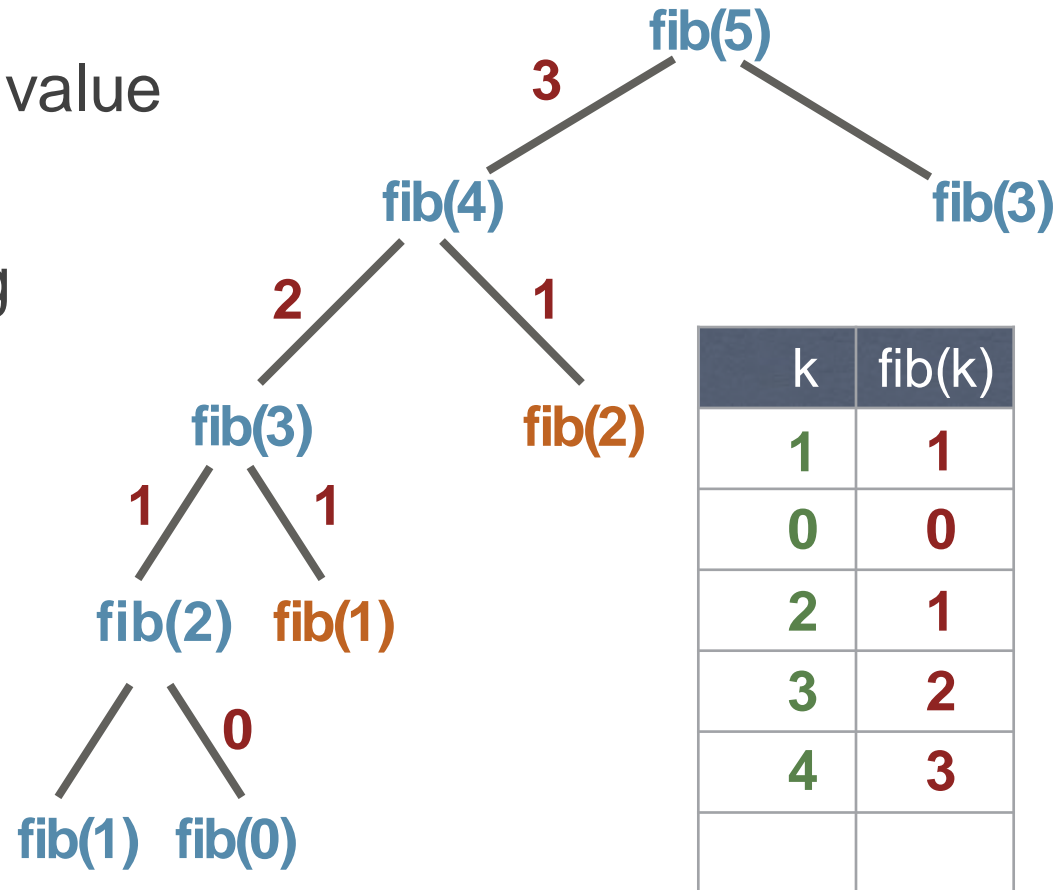 fib(5)
value
3
fib(4) fib(3)
g
2 1
k fib(k)
fib(3) fib(2)
1 1
1 1
0 0
fib(2) fib(1)
2 1
3 2
0
4 3
fib(1) fib(0)